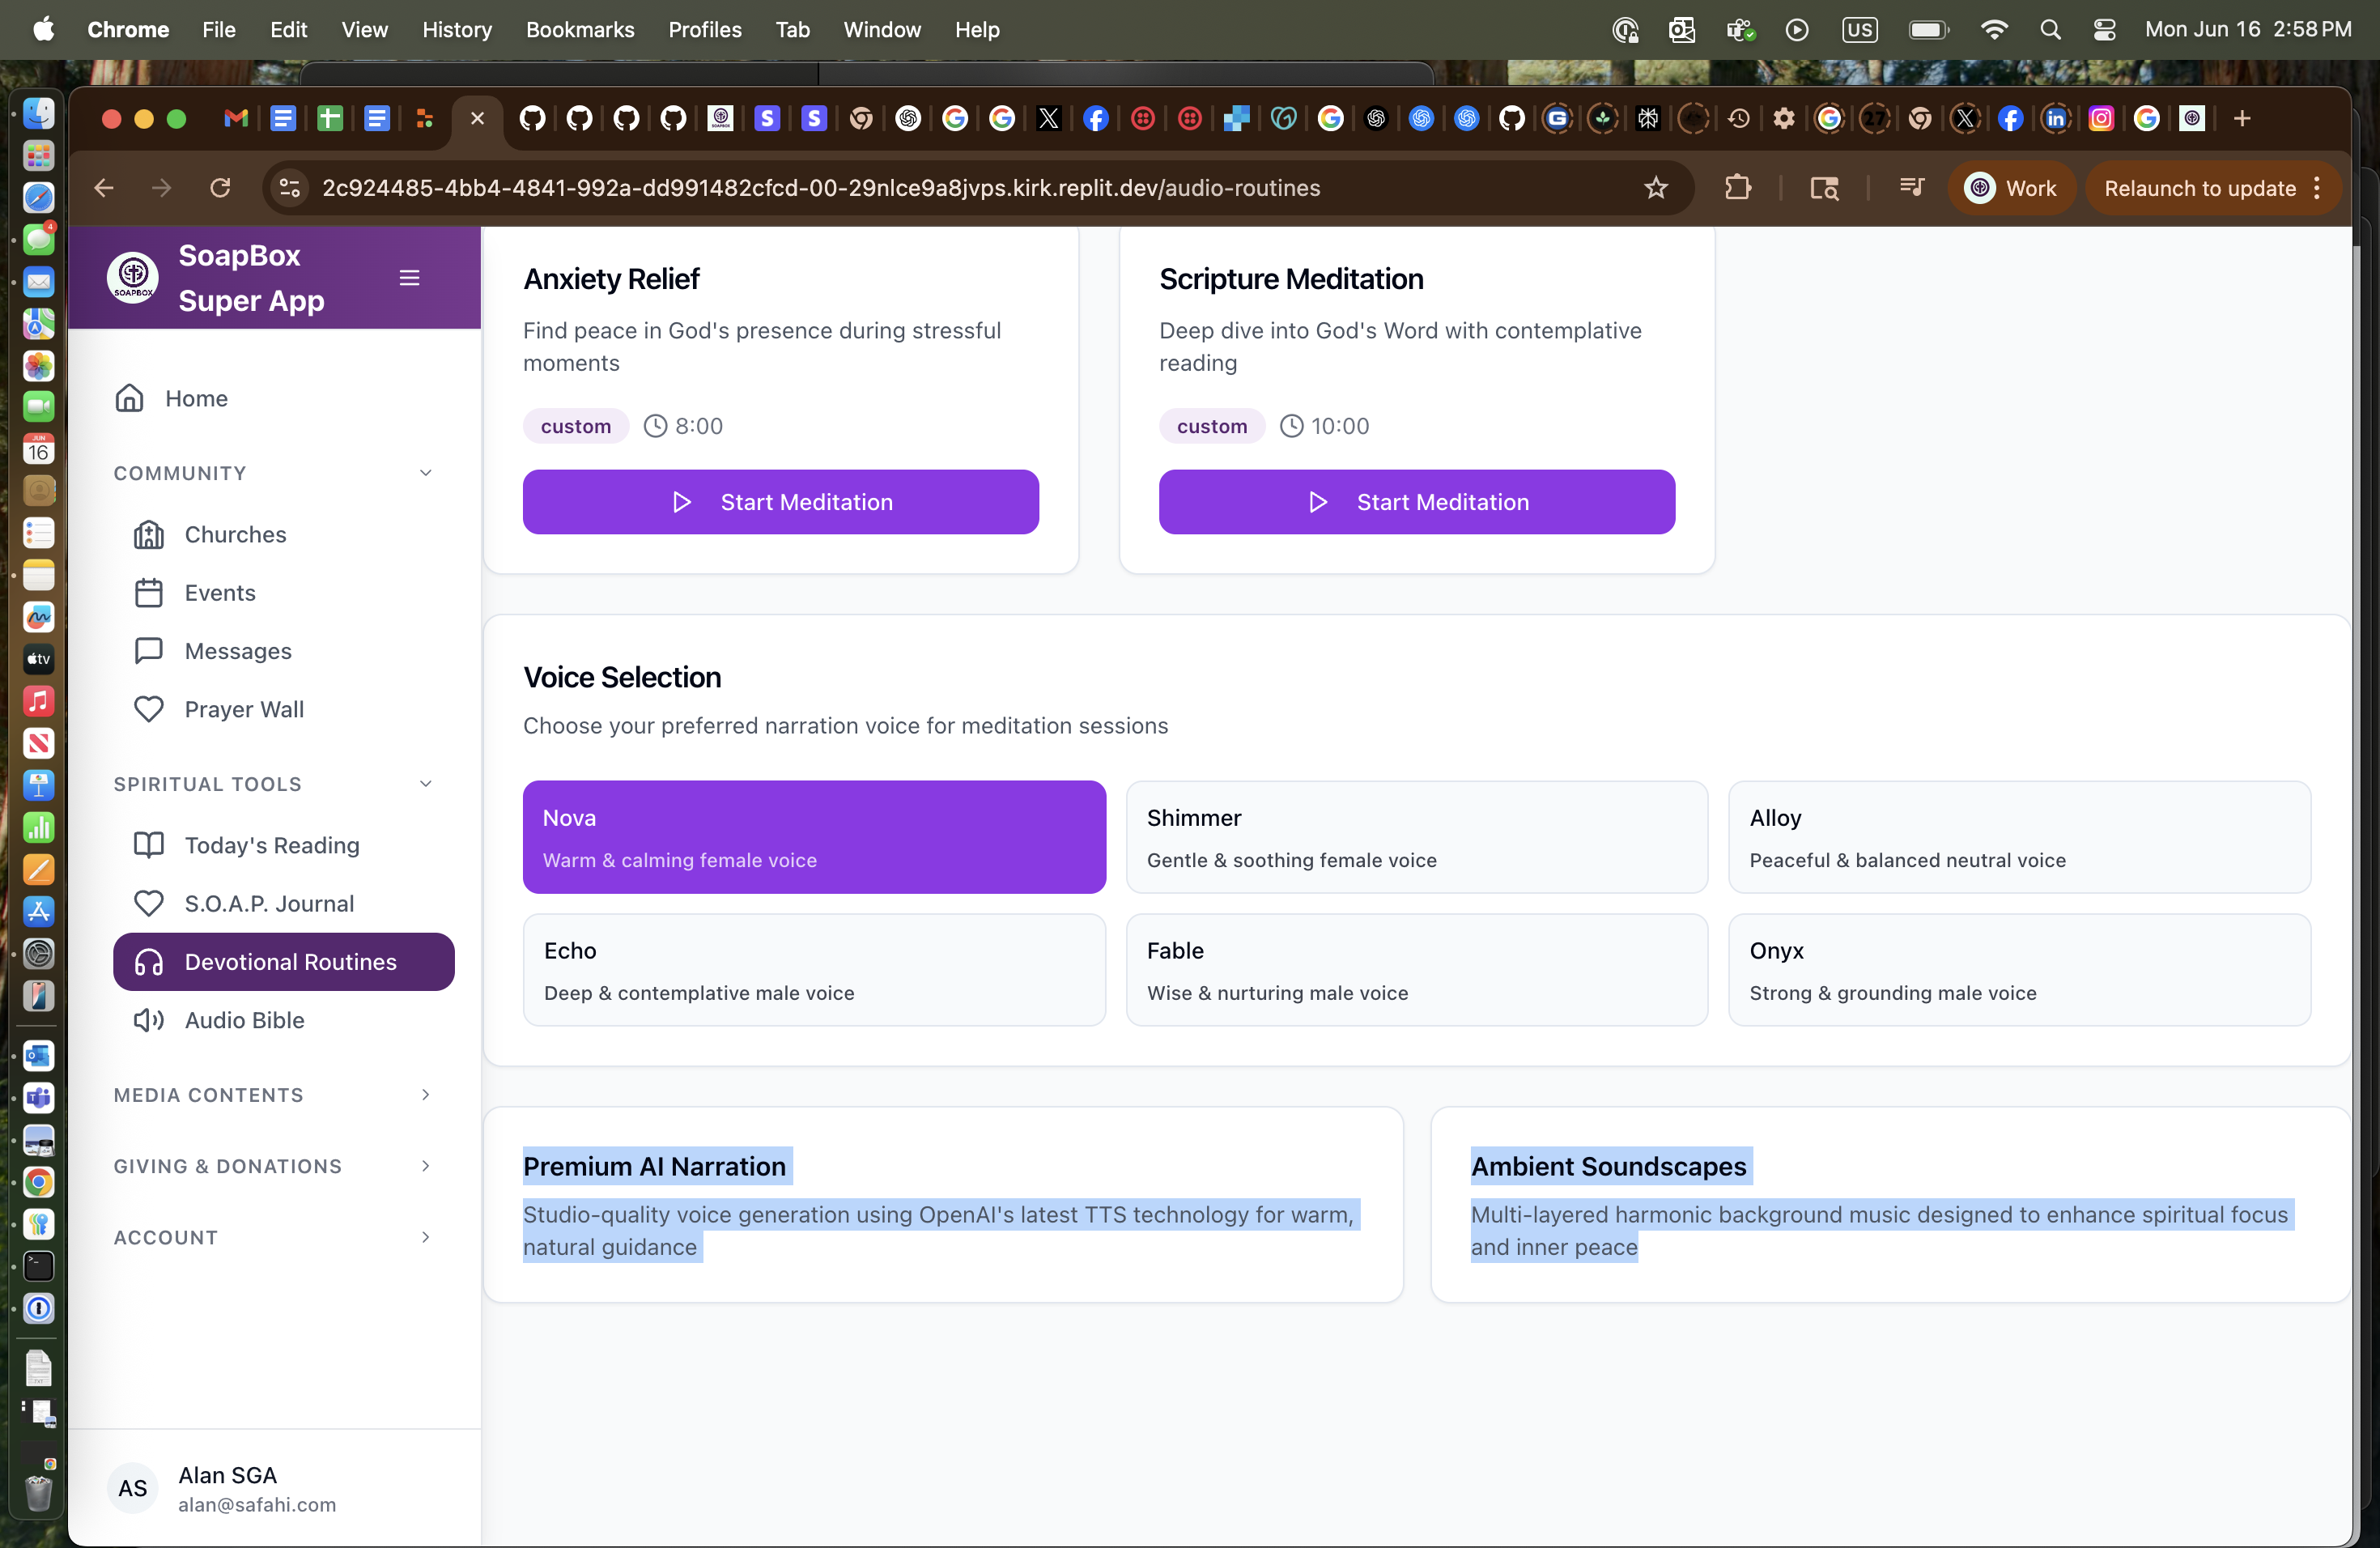 Chrome File Edit View History Bookmarks Profiles Tab Window Help US Mon Jun 16 2:58 PM
2c924485-4bb4-4841-992a-dd991482cfcd-00-29nlce9a8jvps.kirk.replit.dev/audio-routines
Work
Relaunch to update
4
JUN
16
tv
SOAPBOX
SoapBox
Super App
Home
COMMUNITY
Churches
Events
Messages
Prayer Wall
SPIRITUAL TOOLS
Today's Reading
S.O.A.P. Journal
Devotional Routines
Audio Bible
MEDIA CONTENTS
GIVING & DONATIONS
ACCOUNT
AS
Alan SGA
alan@safahi.com
Anxiety Relief
Find peace in God's presence during stressful
moments
custom 8:00
Start Meditation
Scripture Meditation
Deep dive into God's Word with contemplative
reading
custom 10:00
Start Meditation
Voice Selection
Choose your preferred narration voice for meditation sessions
Nova
Warm & calming female voice
Shimmer
Gentle & soothing female voice
Alloy
Peaceful & balanced neutral voice
Echo
Deep & contemplative male voice
Fable
Wise & nurturing male voice
Onyx
Strong & grounding male voice
Premium AI Narration
Studio-quality voice generation using OpenAI's latest TTS technology for warm,
natural guidance
Ambient Soundscapes
Multi-layered harmonic background music designed to enhance spiritual focus
and inner peace